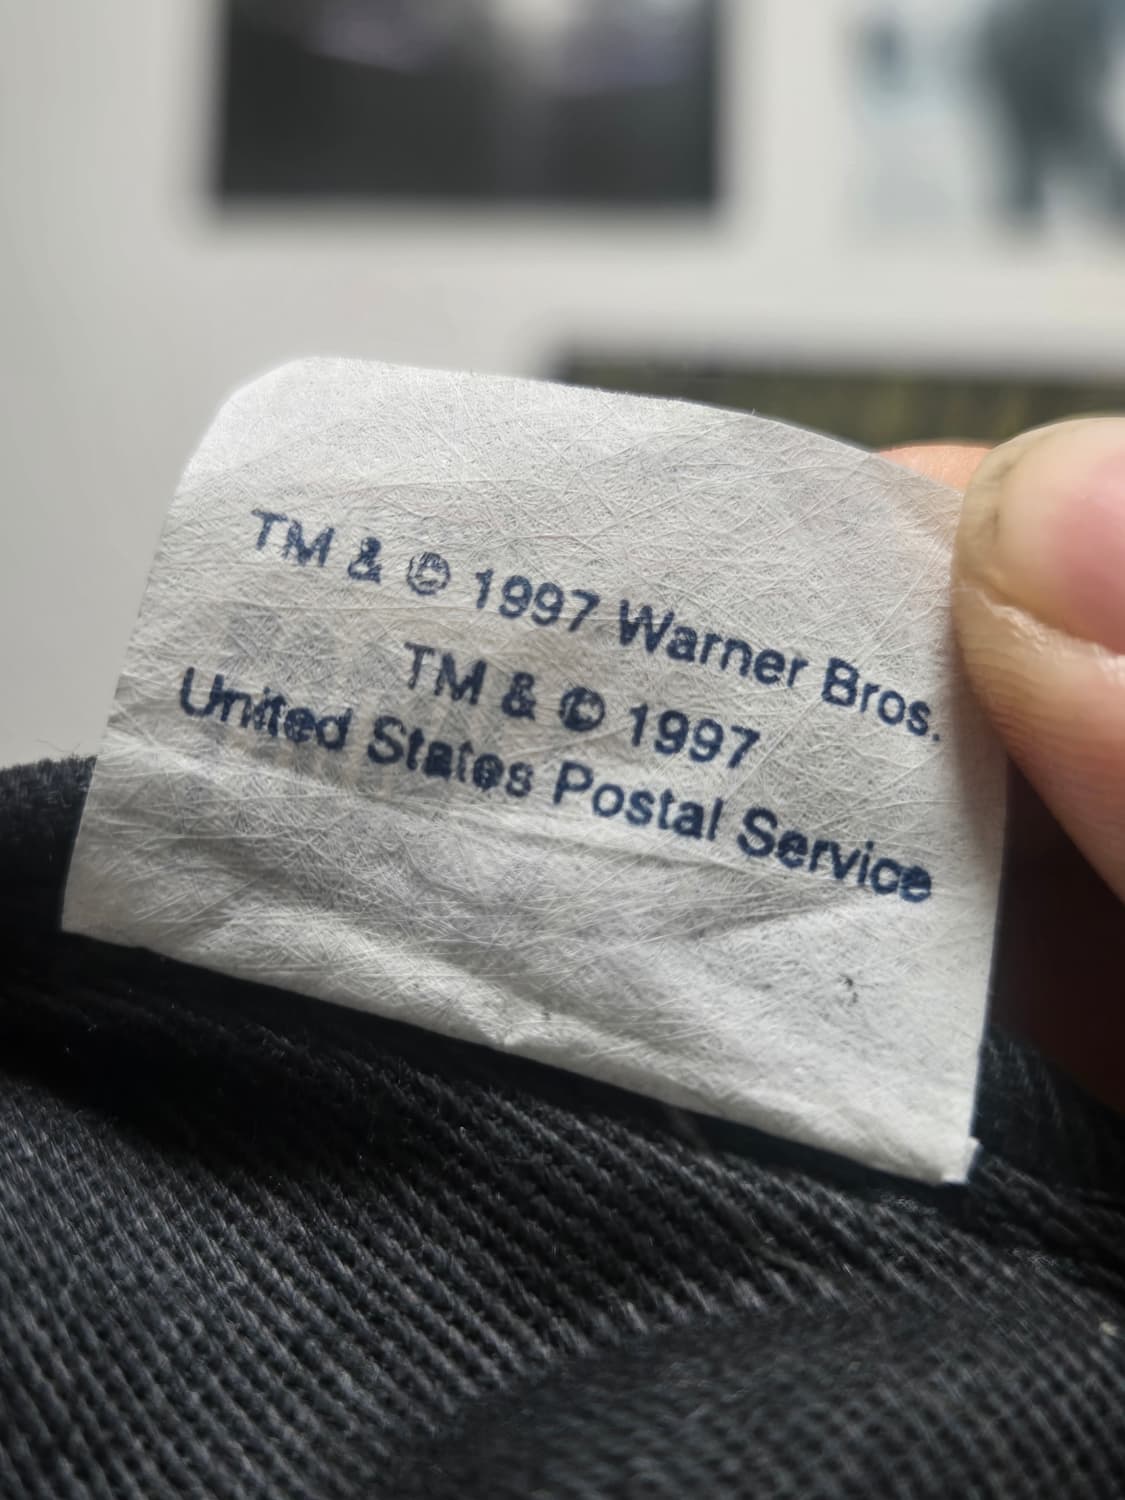 TM & © 1997 Warner Bros.
TM & © 1997
United States Postal Service